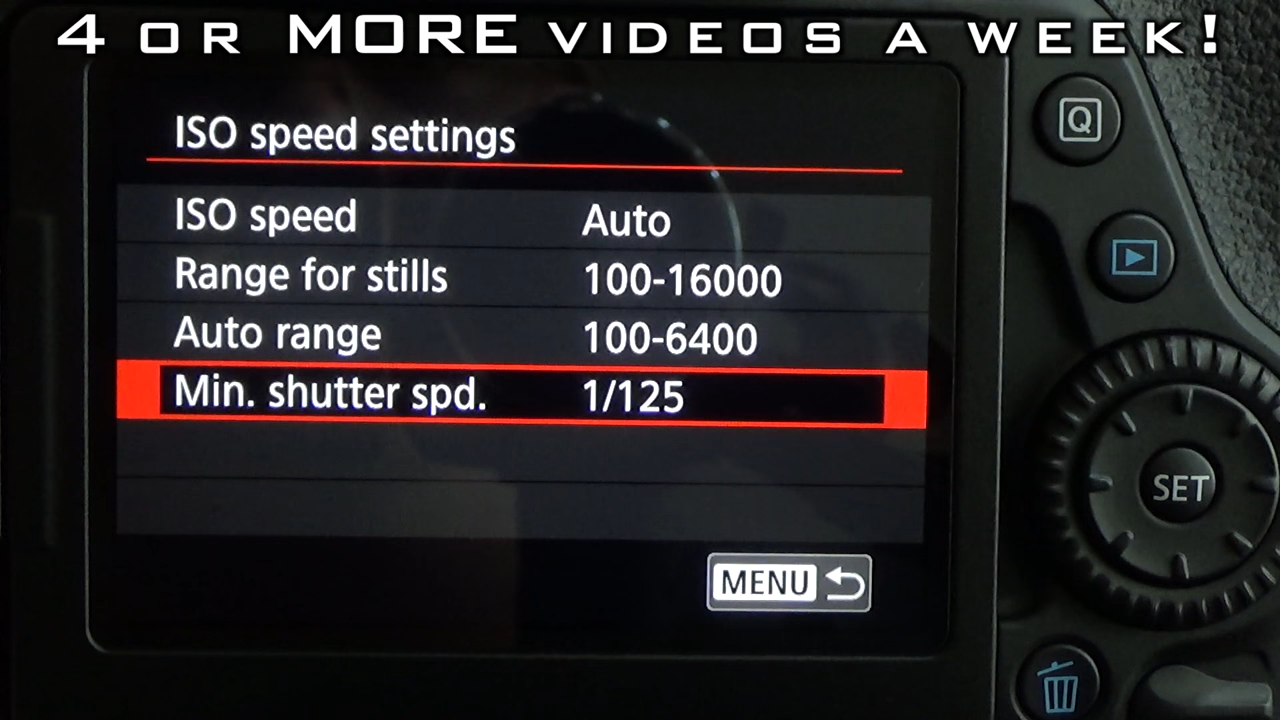 4 OR MORE VIDEOS A WEEK!
ISO speed settings
ISO speed Auto
Range for stills 100-16000
Auto range 100-6400
Min. shutter spd. 1/125
MENU
Q
SET